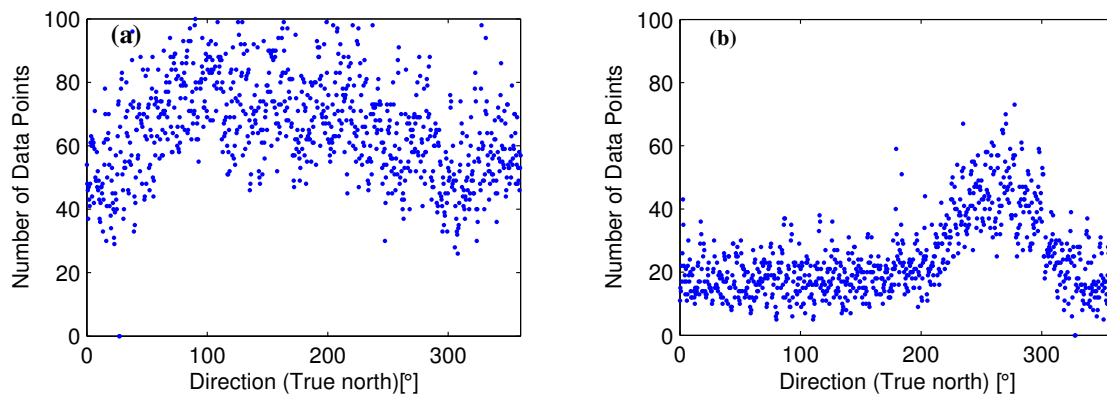 (a)
100
80
60
40
20
0
Number of Data Points
0 100 200 300
Direction (True north)[°]
(b)
100
80
60
40
20
0
Number of Data Points
0 100 200 300
Direction (True north) [°]